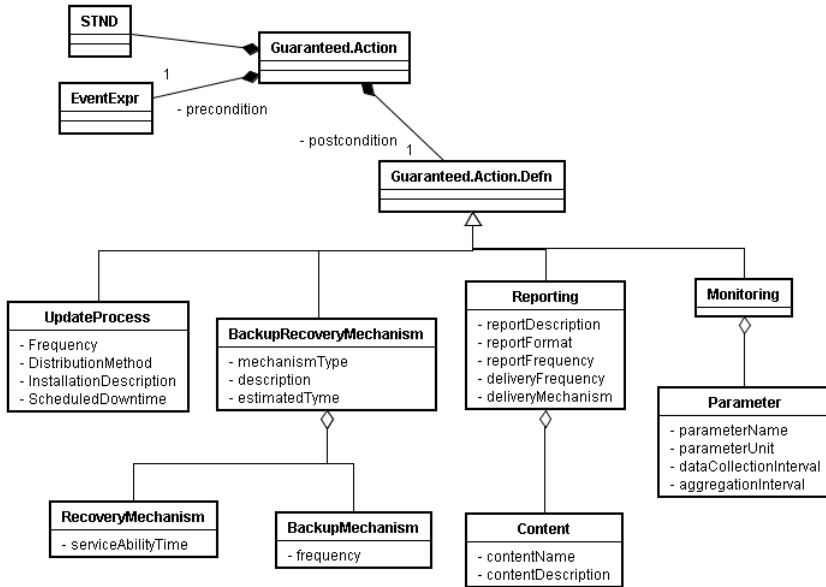 STND
Guaranteed.Action
1
EventExpr
- precondition
- postcondition
1
Guaranteed.Action.Defn
UpdateProcess
- Frequency
- DistributionMethod
- InstallationDescription
- ScheduledDowntime
BackupRecoveryMechanism
- mechanismType
- description
- estimatedTyme
Reporting
- reportDescription
- reportFormat
- reportFrequency
- deliveryFrequency
- deliveryMechanism
Monitoring
Parameter
- parameterName
- parameterUnit
- dataCollectionInterval
- aggregationInterval
RecoveryMechanism
- serviceAbilityTime
BackupMechanism
- frequency
Content
- contentName
- contentDescription